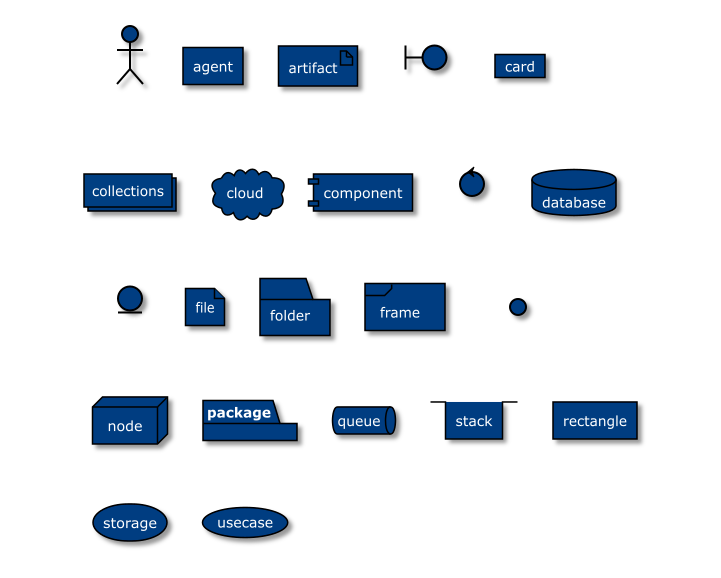 agent
artifact
card
collections
cloud
component
database
file
folder
frame
node
package
queue
stack
rectangle
storage
usecase